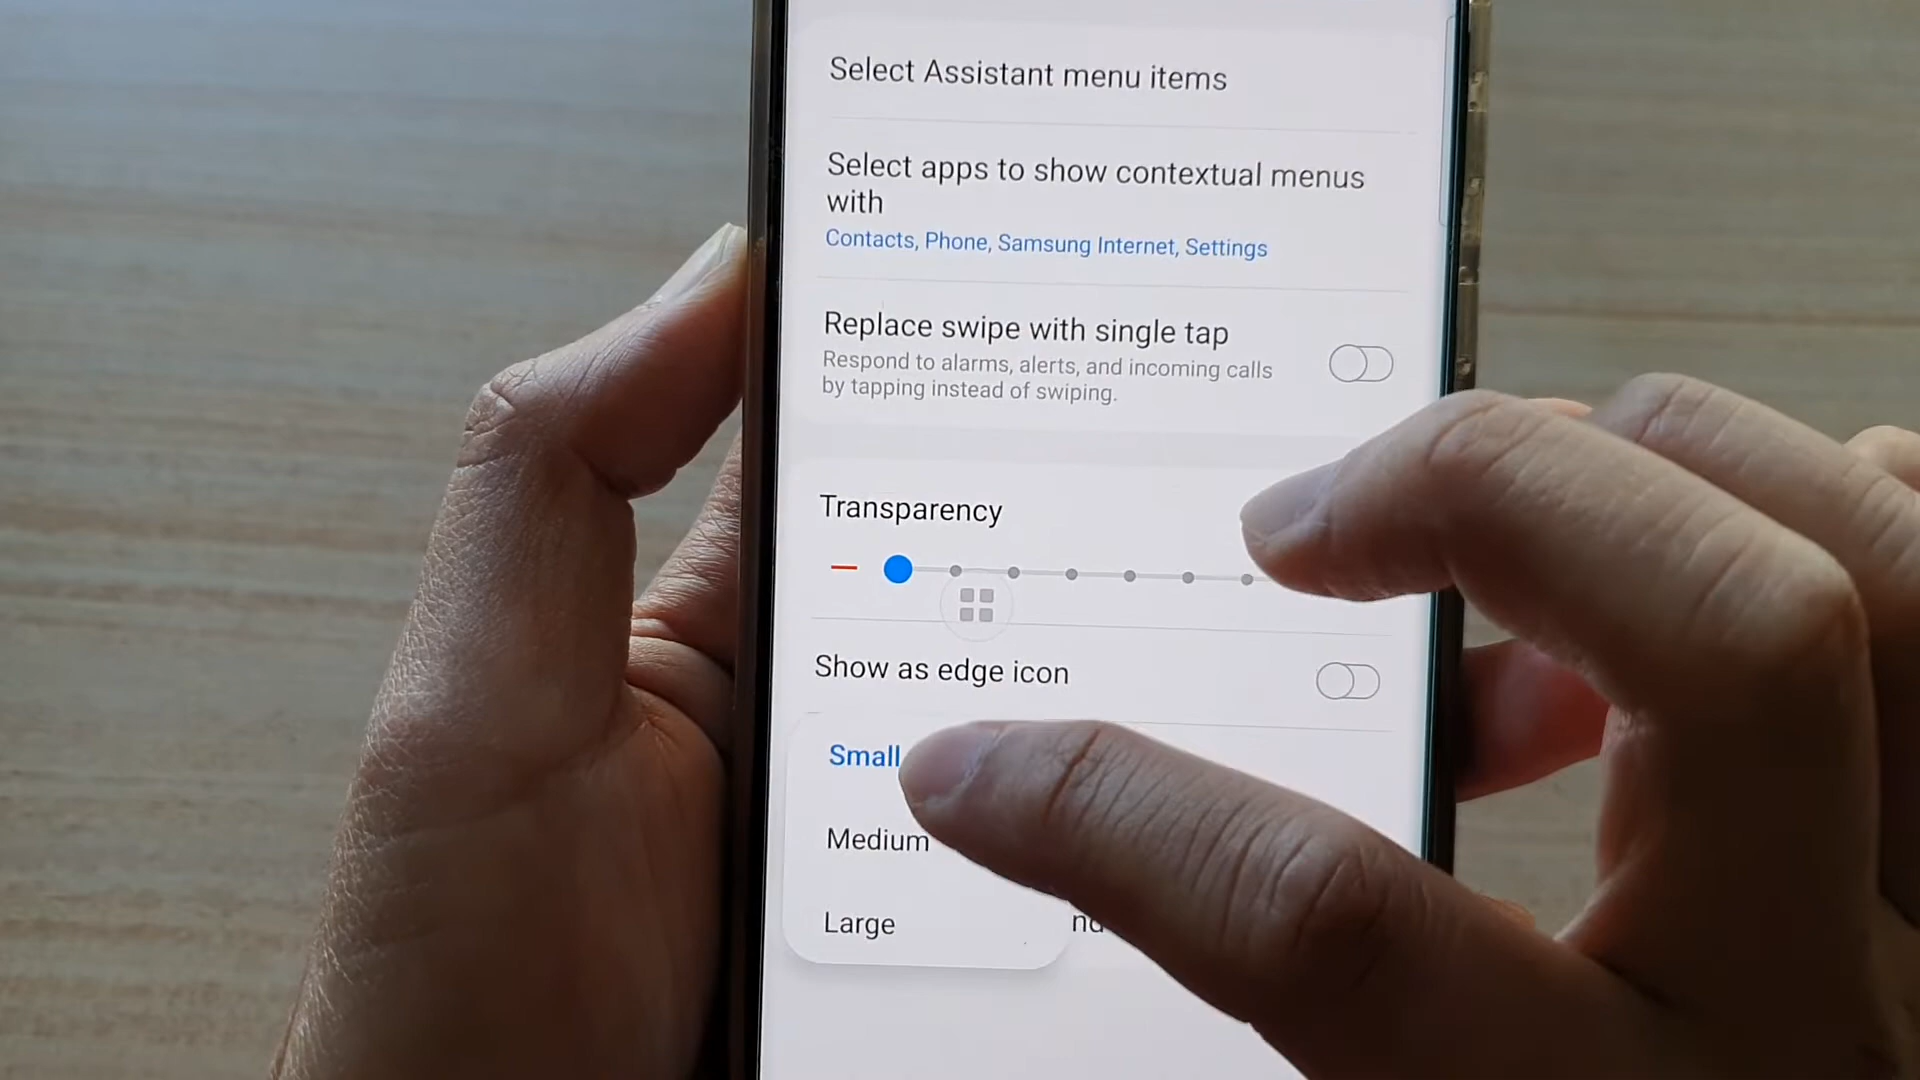 Select Assistant menu items
Select apps to show contextual menus
with
Contacts, Phone, Samsung Internet, Settings
Replace swipe with single tap
Respond to alarms, alerts, and incoming calls
by tapping instead of swiping.
Transparency
Show as edge icon
Small
Medium
Large